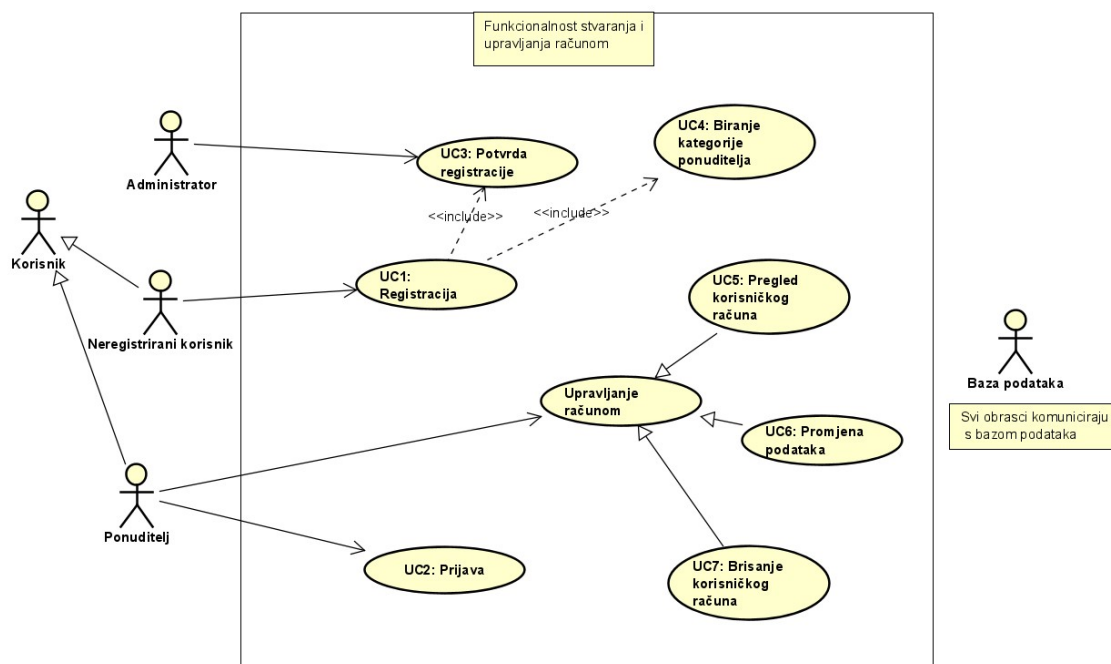 Funkcionalnost stvaranja i
upravljanja računom
Administrator
UC3: Potvrda
registracije
UC4: Biranje
kategorije
ponuditelja
<<include>>
<<include>>
Korisnik
UC1:
Registracija
Neregistrirani korisnik
UC5: Pregled
korisničkog
računa
Baza podataka
Svi obrasci komuniciraju
s bazom podataka
Upravljanje
računom
UC6: Promjena
podataka
Ponuditelj
UC2: Prijava
UC7: Brisanje
korisničkog
računa